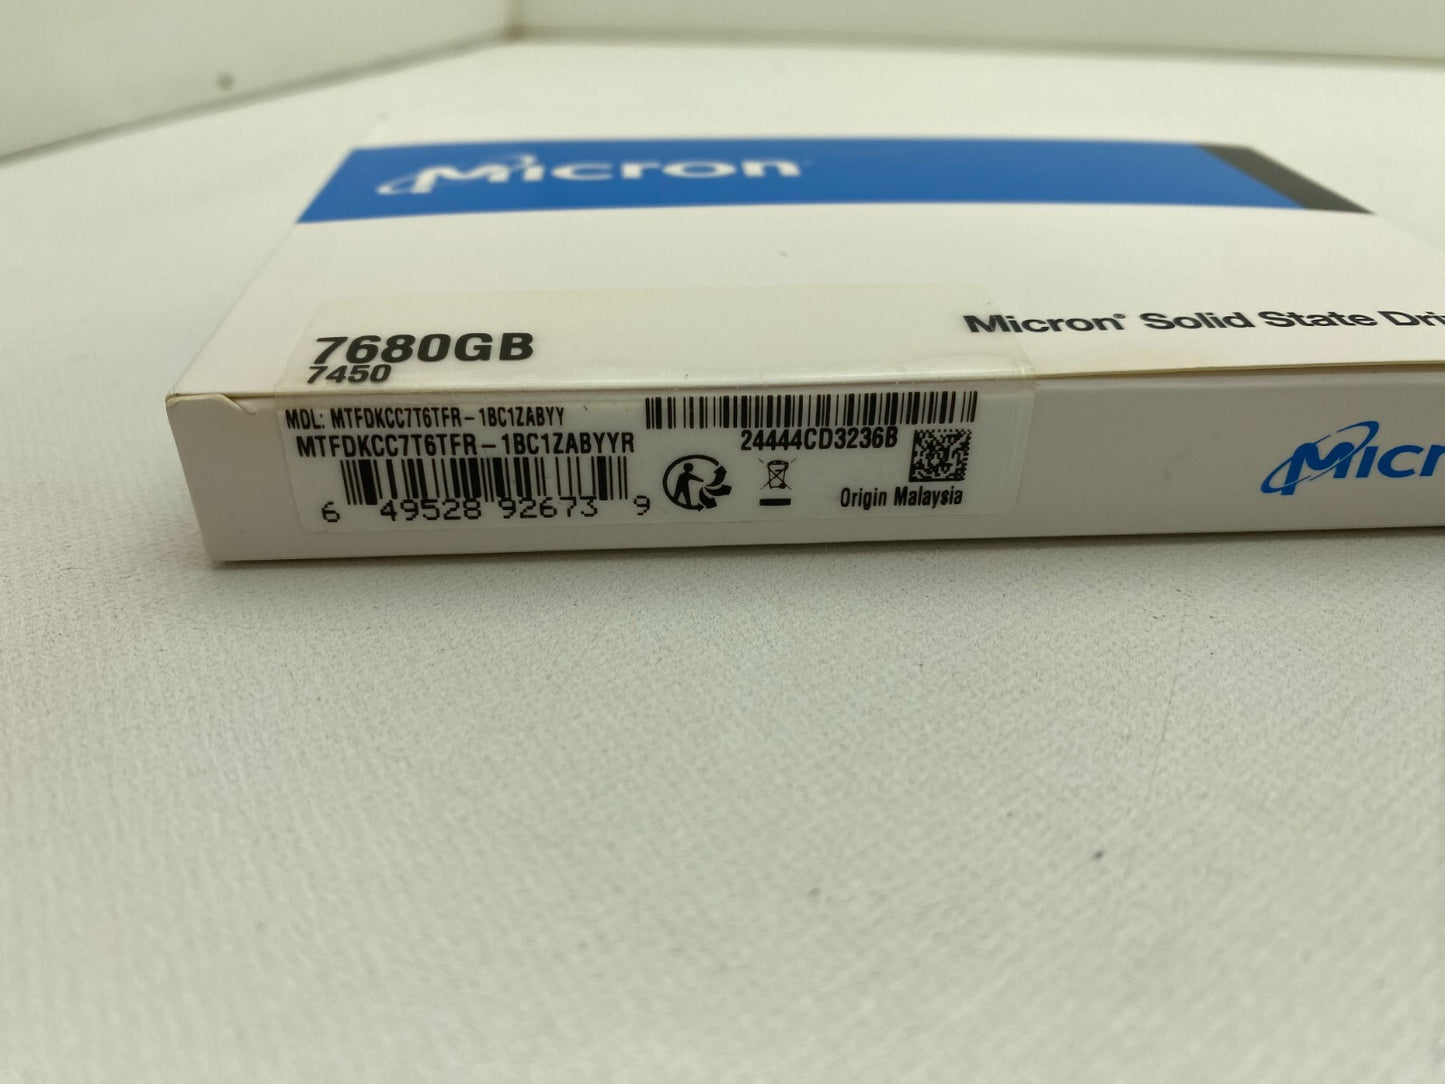 Micron
Micron® Solid State Dri
7680GB
7450
MDL: MTFDKCC7T6TFR-1BC1ZABYY
MTFDKCC7T6TFR-1BC1ZABYYR
24444CD3236B
6 49528 92673 9
Origin Malaysia
Micr